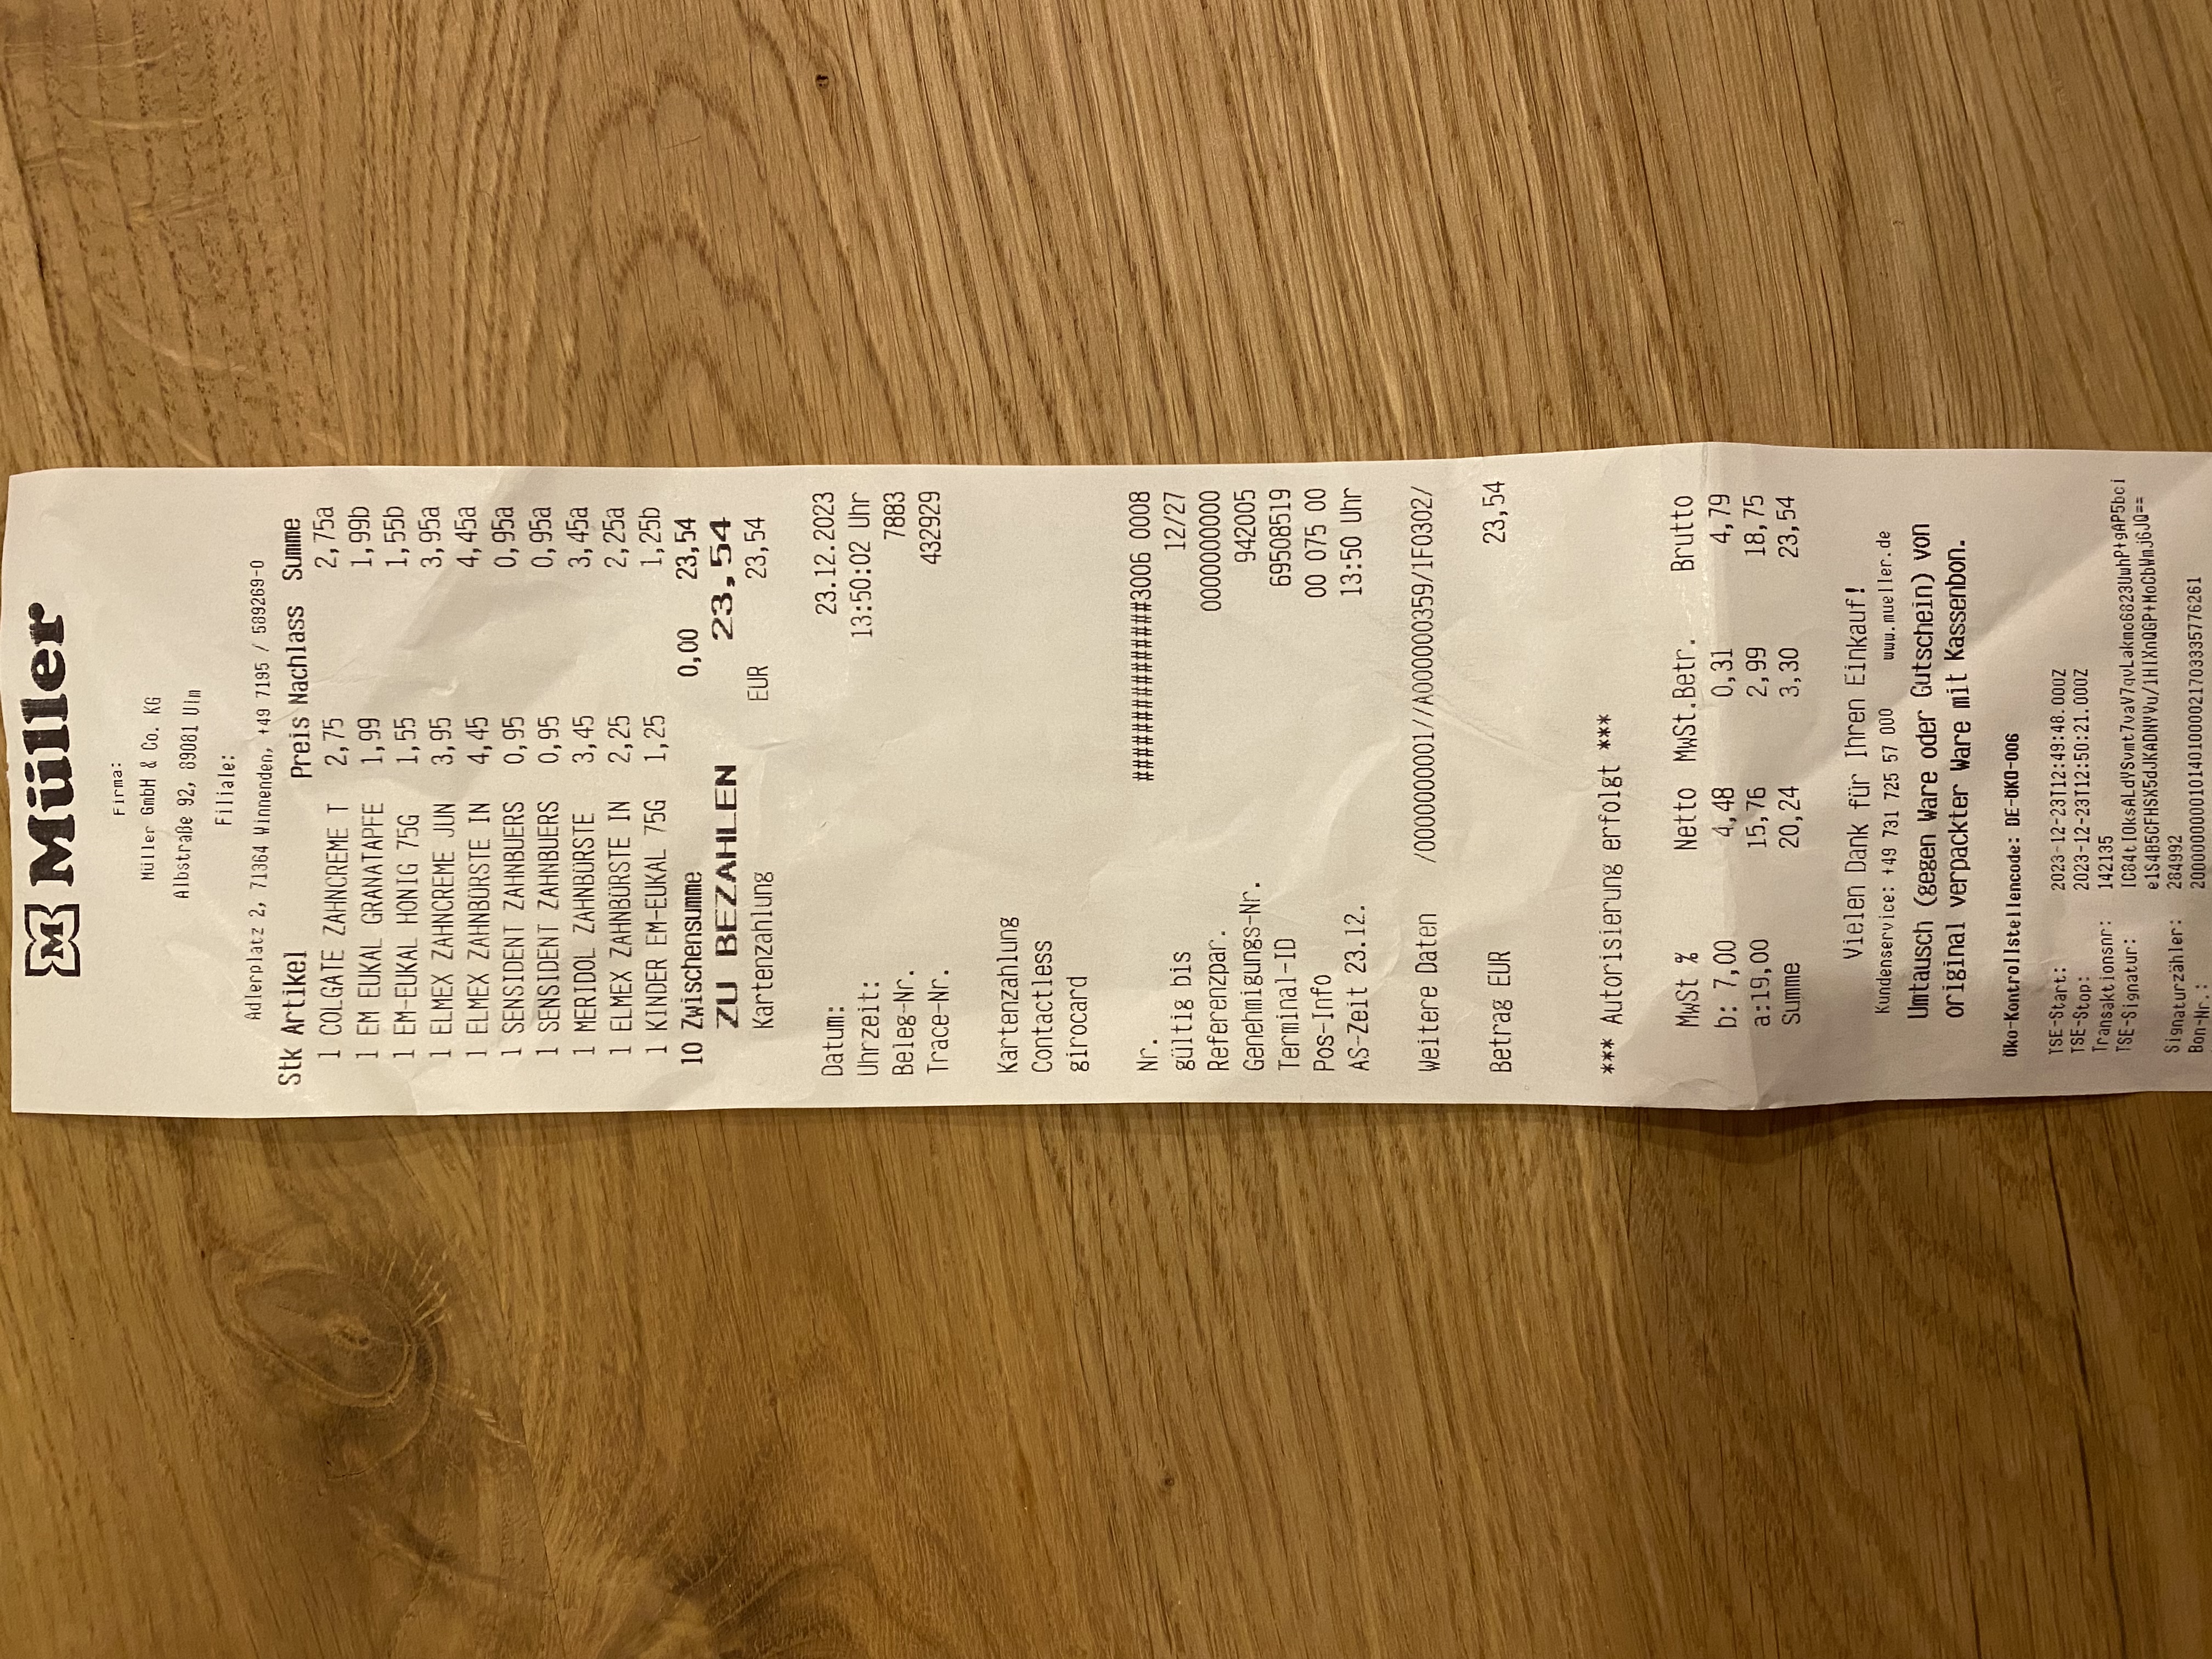 M Müller
Firma:
Müller GmbH & Co. KG
Albstraße 92, 89081 Ulm
Filiale:
Adlerplatz 2, 71364 Winnenden, +49 7195 / 589269-0
Stk Artikel Preis Nachlass Summe
1 COLGATE ZAHNCREME T 2,75 2,75a
1 EM EUKAL GRANATAPFE 1,99 1,99b
1 EM-EUKAL HONIG 75G 1,55 1,55b
1 ELMEX ZAHNCREME JUN 3,95 3,95a
1 ELMEX ZAHNBÜRSTE IN 4,45 4,45a
1 SENSIDENT ZAHNBUERS 0,95 0,95a
1 SENSIDENT ZAHNBUERS 0,95 0,95a
1 MERIDOL ZAHNBÜRSTE 3,45 3,45a
1 ELMEX ZAHNBÜRSTE IN 2,25 2,25a
1 KINDER EM-EUKAL 75G 1,25 1,25b
10 Zwischensumme 0,00 23,54
ZU BEZAHLEN 23,54
Kartenzahlung EUR 23,54
Datum: 23.12.2023
Uhrzeit: 13:50:02 Uhr
Beleg-Nr. 7883
Trace-Nr. 432929
Kartenzahlung
Contactless
girocard
Nr. ###############3006 0008
gültig bis 12/27
Referenzpar. 0000000000
Genehmigungs-Nr. 942005
Terminal-ID 69508519
Pos-Info 00 075 00
AS-Zeit 23.12. 13:50 Uhr
Weitere Daten /0000000001//A000000359/1F0302/
Betrag EUR 23,54
*** Autorisierung erfolgt ***
MwSt % Netto MwSt.Betr. Brutto
b: 7,00 4,48 0,31 4,79
a:19,00 15,76 2,99 18,75
Summe 20,24 3,30 23,54
Vielen Dank für Ihren Einkauf!
Kundenservice: +49 731 725 57 000 www.mueller.de
Umtausch (gegen Ware oder Gutschein) von
original verpackter Ware mit Kassenbon.
Öko-Kontrollstellencode: DE-ÖKO-006
TSE-Start: 2023-12-23T12:49:48.000Z
TSE-Stop: 2023-12-23T12:50:21.000Z
Transaktionsnr: 142135
TSE-Signatur:
Signaturzähler: 284992
Bon-Nr.: